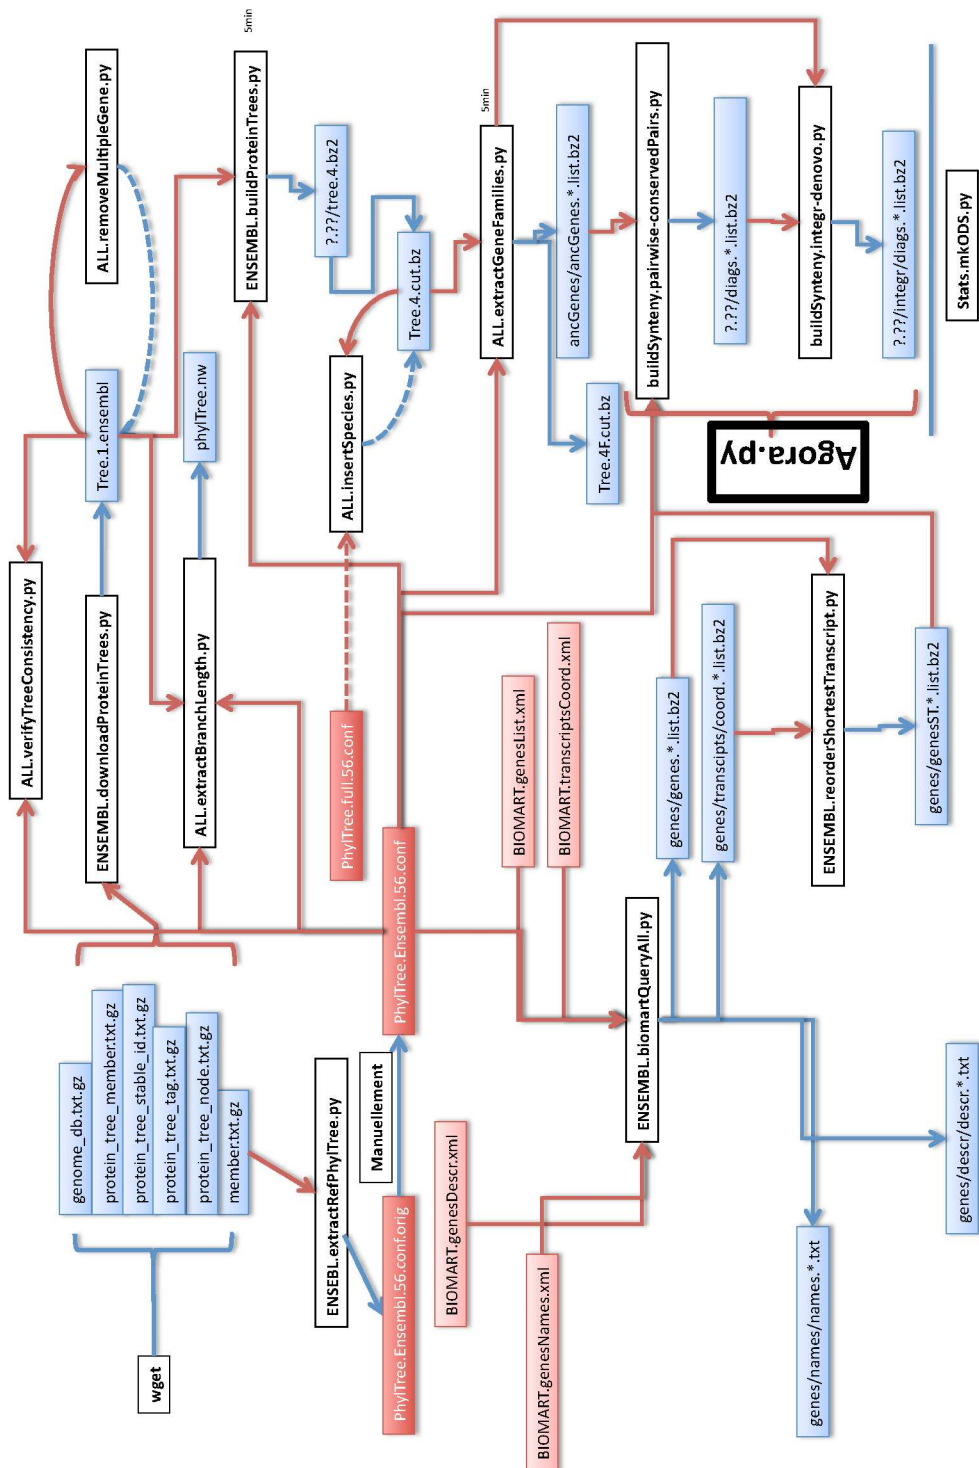 wget
genome_db.txt.gz
protein_tree_member.txt.gz
protein_tree_stable_id.txt.gz
protein_tree_tag.txt.gz
protein_tree_node.txt.gz
member.txt.gz
ENSEBL.extractRefPhylTree.py
PhylTree.Ensembl.56.conf.orig
Manuellement
PhylTree.Ensembl.56.conf
ALL.verifyTreeConsistency.py
ENSEMBL.downloadProteinTrees.py
Tree.1.ensembl
ALL.removeMultipleGene.py
ALL.extractBranchLength.py
phylTree.nw
ENSEMBL.buildProteinTrees.py
5min
?.??/tree.4.bz2
PhylTree.full.56.conf
ALL.insertSpecies.py
Tree.4.cut.bz
ALL.extractGeneFamilies.py
5min
ancGenes/ancGenes.*.list.bz2
Tree.4F.cut.bz
BIOMART.genesDescr.xml
BIOMART.genesNames.xml
BIOMART.genesList.xml
BIOMART.transcriptsCoord.xml
ENSEMBL.biomartQueryAll.py
genes/genes.*.list.bz2
genes/transcripts/coord.*.list.bz2
ENSEMBL.reorderShortestTranscript.py
genes/genesST.*.list.bz2
genes/names/names.*.txt
genes/descr/descr.*.txt
buildSynteny.pairwise-conservedPairs.py
?.??/diags.*.list.bz2
buildSynteny.integr-denovo.py
?.??/integr/diags.*.list.bz2
Agora.py
Stats.mkODS.py